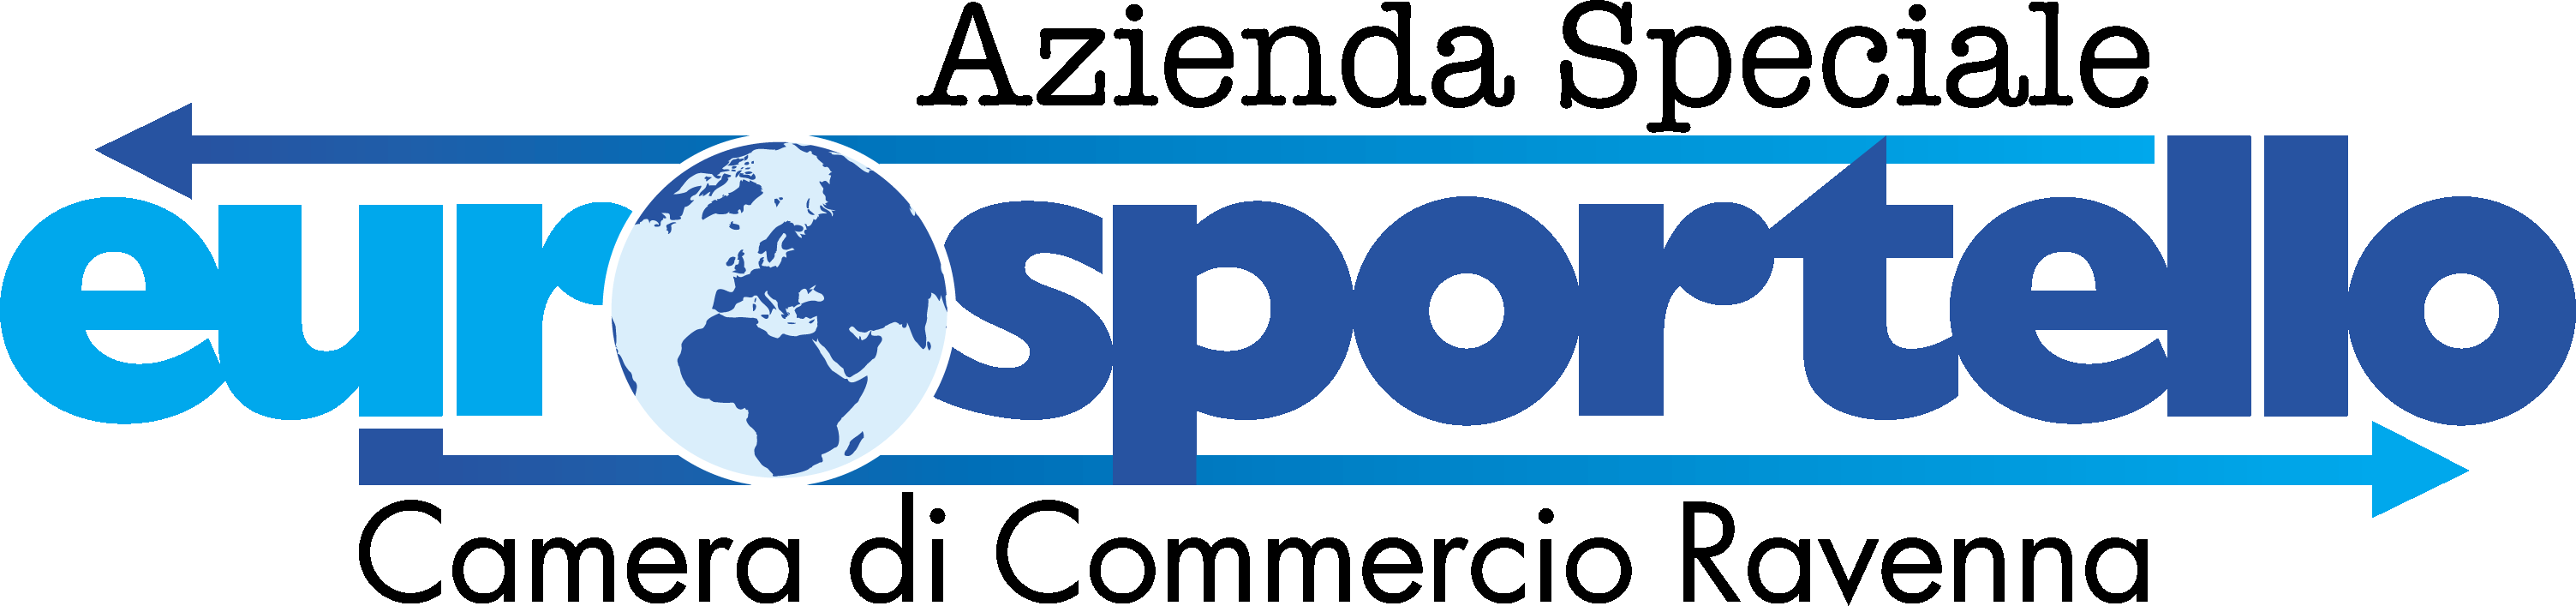 Azienda Speciale
eurosportello
Camera di Commercio Ravenna